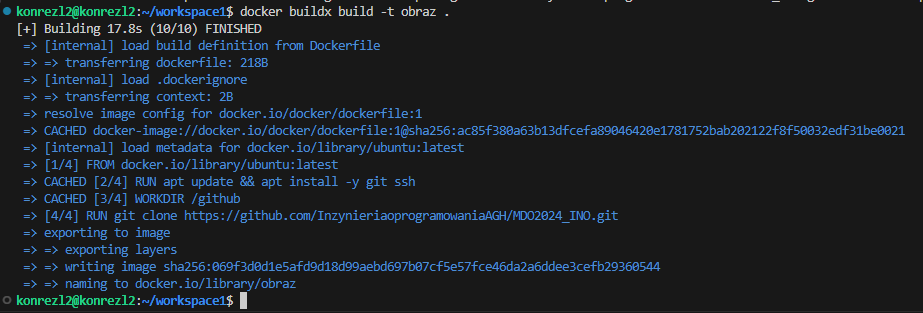 konrezl2@konrezl2:~/workspace1$ docker buildx build -t obraz .
[+] Building 17.8s (10/10) FINISHED
=> [internal] load build definition from Dockerfile
=> => transferring dockerfile: 218B
=> [internal] load .dockerignore
=> => transferring context: 2B
=> resolve image config for docker.io/docker/dockerfile:1
=> CACHED docker-image://docker.io/docker/dockerfile:1@sha256:ac85f380a63b13dfcefa89046420e1781752bab202122f8f50032edf31be0021
=> [internal] load metadata for docker.io/library/ubuntu:latest
=> [1/4] FROM docker.io/library/ubuntu:latest
=> CACHED [2/4] RUN apt update && apt install -y git ssh
=> CACHED [3/4] WORKDIR /github
=> [4/4] RUN git clone https://github.com/InzynieriaoprogramowaniaAGH/MDO2024_INO.git
=> exporting to image
=> => exporting layers
=> => writing image sha256:069f3d0d1e5afd9d18d99aebd697b07cf5e57fce46da2a6ddee3cefb29360544
=> => naming to docker.io/library/obraz
konrezl2@konrezl2:~/workspace1$